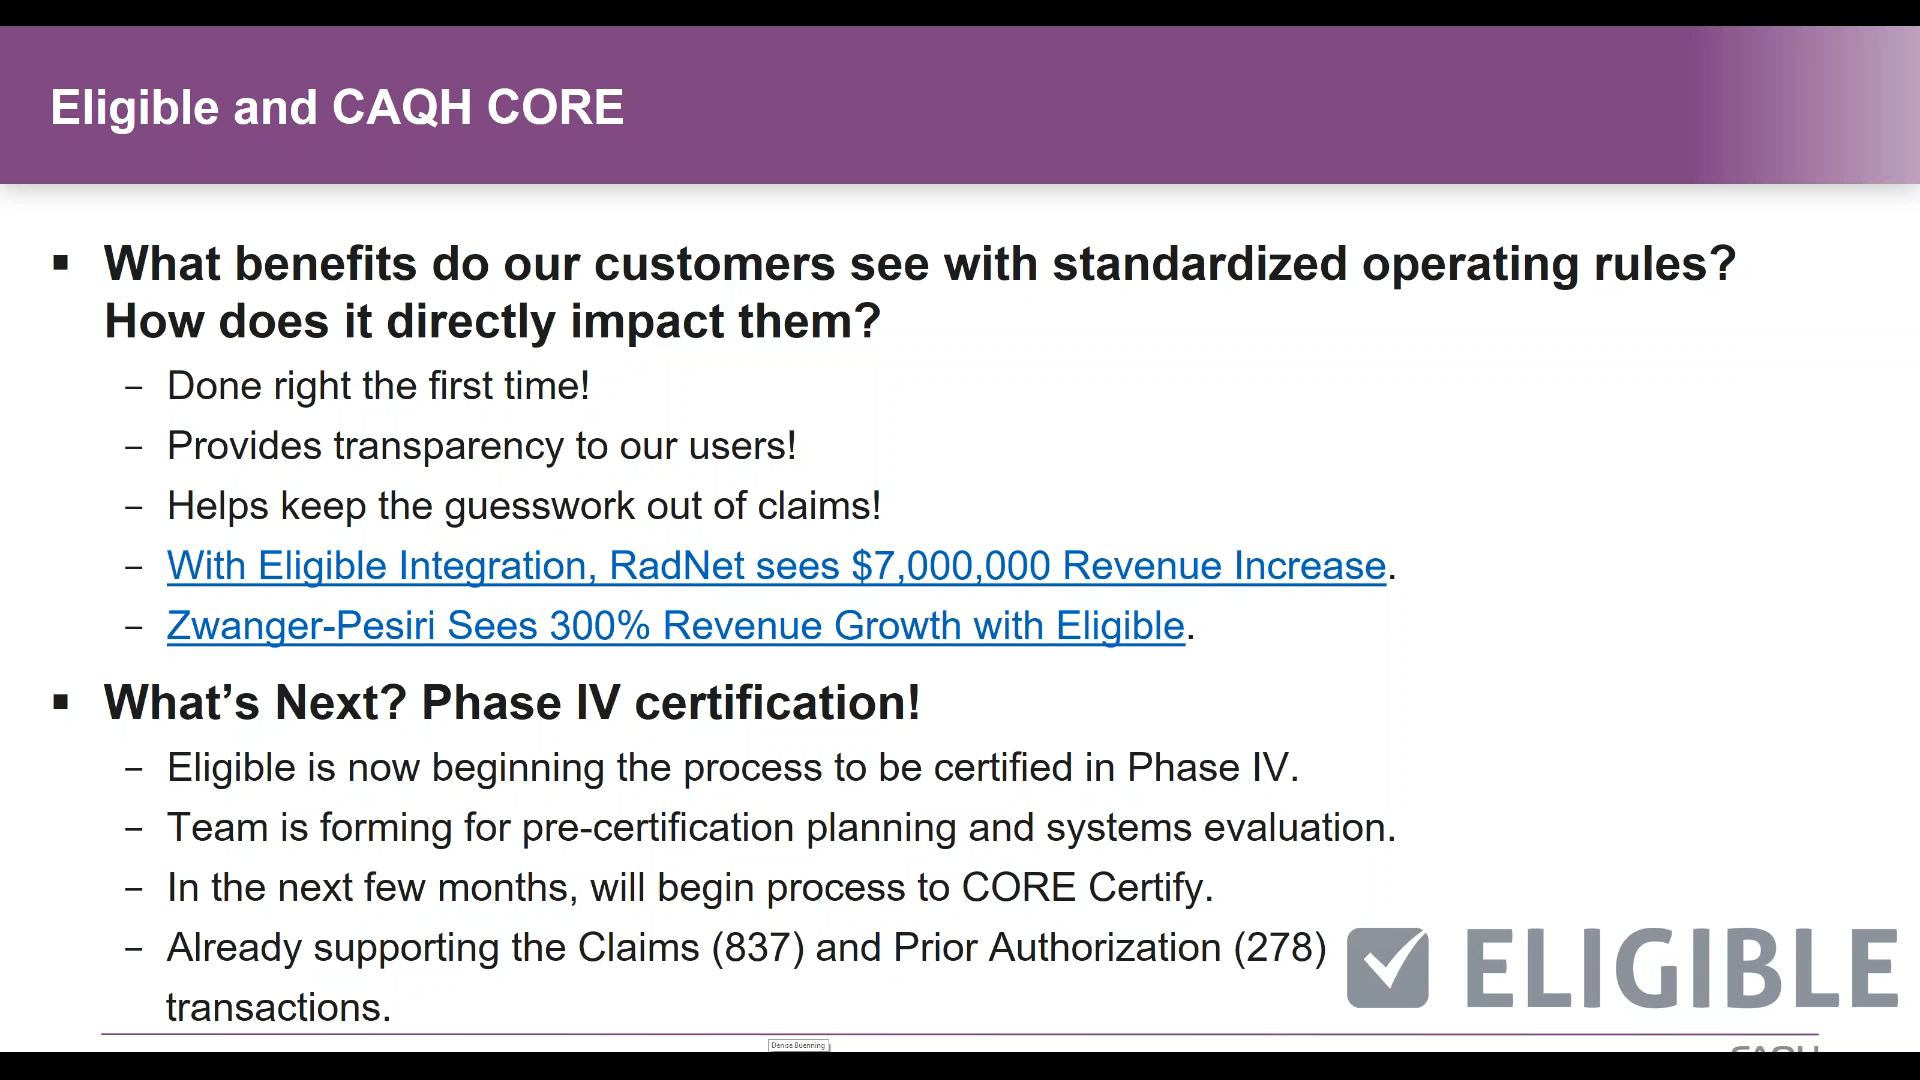 Eligible and CAQH CORE
▪ What benefits do our customers see with standardized operating rules?
How does it directly impact them?
– Done right the first time!
– Provides transparency to our users!
– Helps keep the guesswork out of claims!
– With Eligible Integration, RadNet sees $7,000,000 Revenue Increase.
– Zwanger-Pesiri Sees 300% Revenue Growth with Eligible.
▪ What’s Next? Phase IV certification!
– Eligible is now beginning the process to be certified in Phase IV.
– Team is forming for pre-certification planning and systems evaluation.
– In the next few months, will begin process to CORE Certify.
– Already supporting the Claims (837) and Prior Authorization (278)
transactions.
ELIGIBLE
Denise Buenning